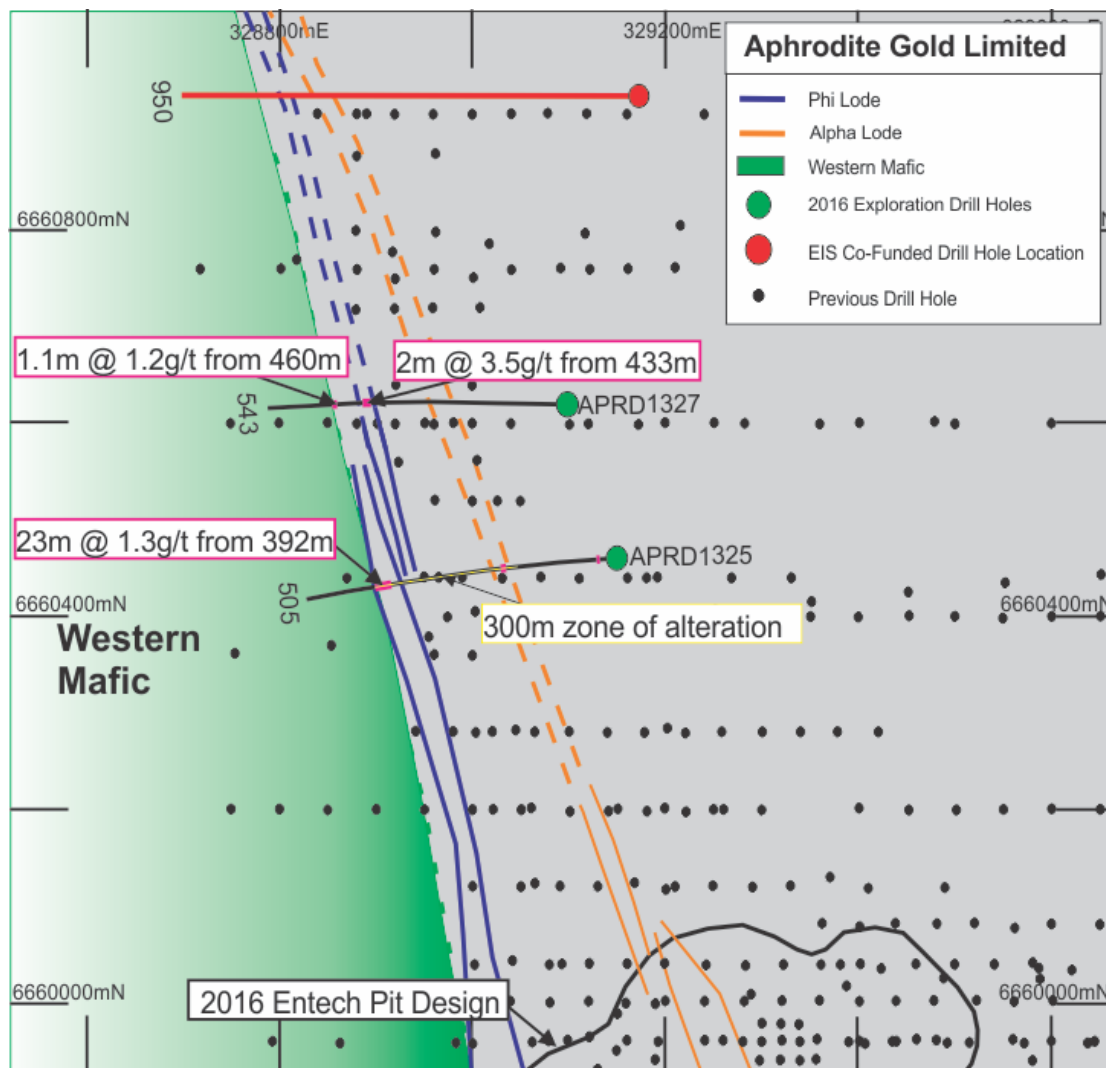 328800mE
329200mE
Aphrodite Gold Limited
Phi Lode
Alpha Lode
Western Mafic
2016 Exploration Drill Holes
EIS Co-Funded Drill Hole Location
Previous Drill Hole
950
6660800mN
1.1m @ 1.2g/t from 460m
2m @ 3.5g/t from 433m
543
APRD1327
23m @ 1.3g/t from 392m
APRD1325
505
6660400mN
6660400mN
300m zone of alteration
Western
Mafic
6660000mN
6660000mN
2016 Entech Pit Design